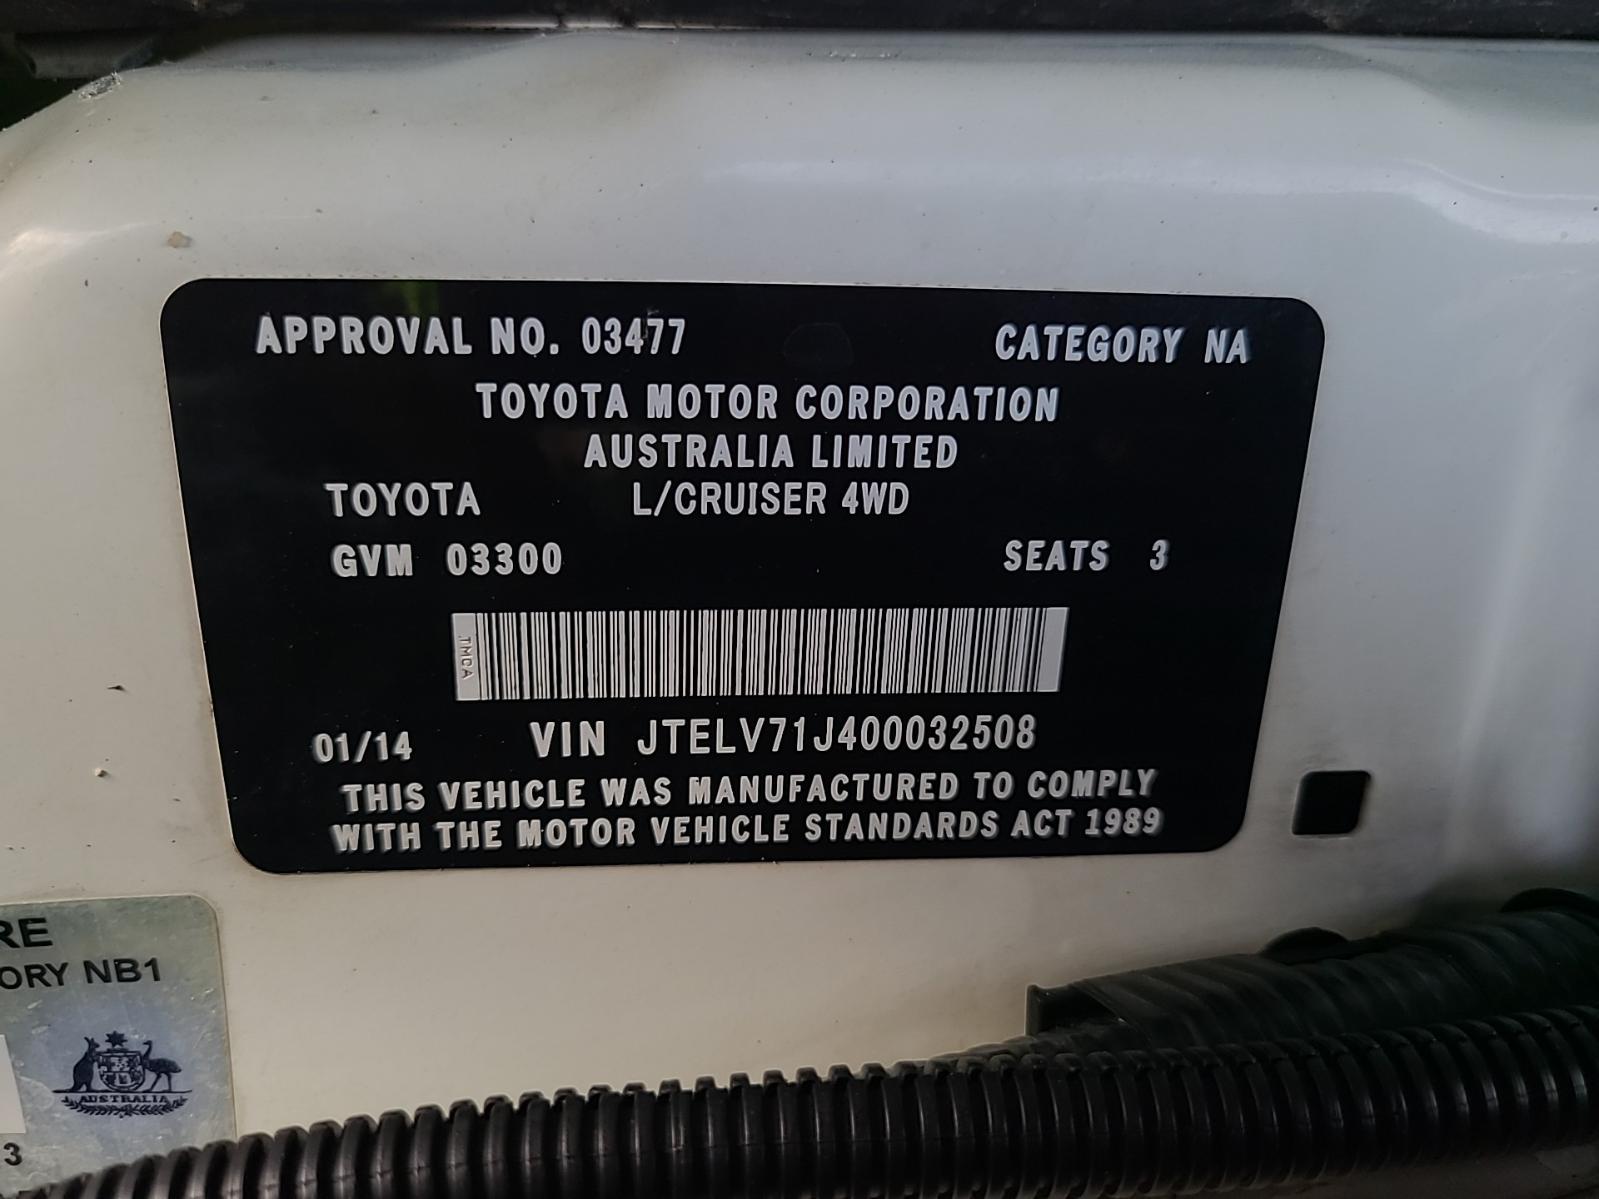 APPROVAL NO. 03477 CATEGORY NA
TOYOTA MOTOR CORPORATION
AUSTRALIA LIMITED
TOYOTA L/CRUISER 4WD
GVM 03300 SEATS 3
TMCA
01/14 VIN JTELV71J400032508
THIS VEHICLE WAS MANUFACTURED TO COMPLY
WITH THE MOTOR VEHICLE STANDARDS ACT 1989
RE
ORY NB1
AUSTRALIA
3